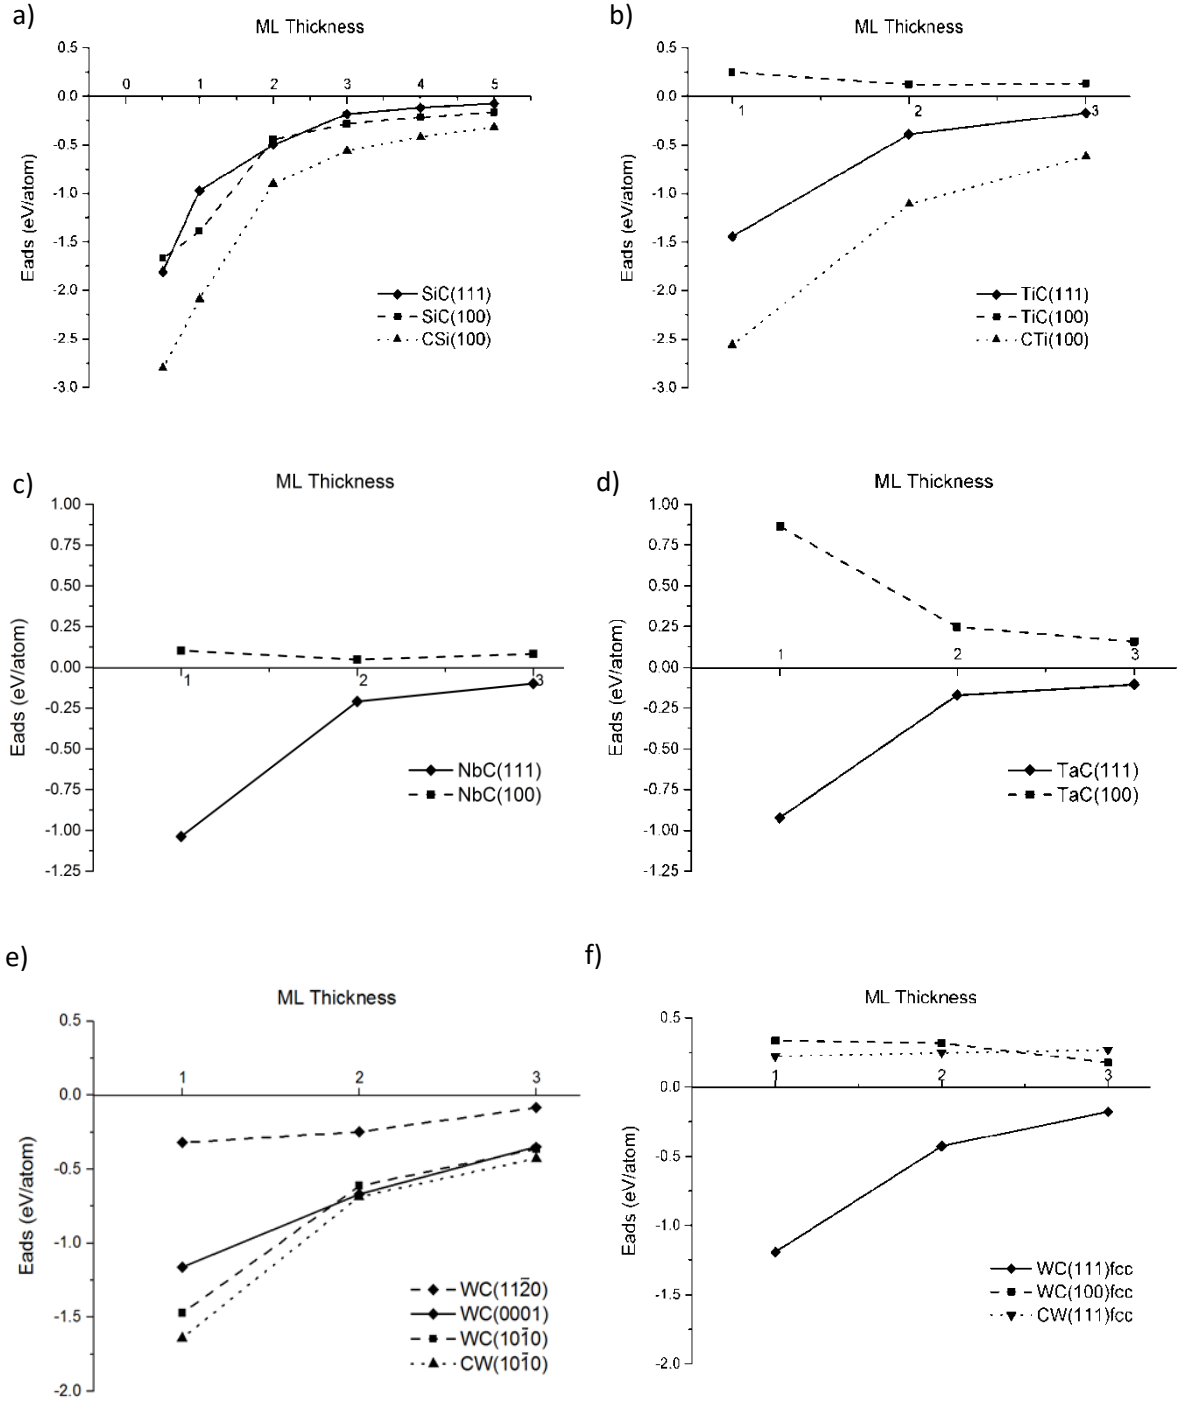 a)
ML Thickness
0.5
0 1 2 3 4 5
0.0
-0.5
-1.0
-1.5
-2.0
-2.5
-3.0
Eads (eV/atom)
SiC(111)
SiC(100)
CSi(100)
b)
ML Thickness
0.5
0.0
1 2 3
-0.5
-1.0
-1.5
-2.0
-2.5
-3.0
Eads (eV/atom)
TiC(111)
TiC(100)
CTi(100)
c)
ML Thickness
1.00
0.75
0.50
0.25
0.00
1 2 3
-0.25
-0.50
-0.75
-1.00
-1.25
Eads (eV/atom)
NbC(111)
NbC(100)
d)
ML Thickness
1.00
0.75
0.50
0.25
1 2 3
0.00
-0.25
-0.50
-0.75
-1.00
-1.25
Eads (eV/atom)
TaC(111)
TaC(100)
e)
ML Thickness
0.5
1 2 3
0.0
-0.5
-1.0
-1.5
-2.0
Eads (eV/atom)
WC(112̄0)
WC(0001)
WC(101̄0)
CW(101̄0)
f)
ML Thickness
0.5
1 2 3
0.0
-0.5
-1.0
-1.5
-2.0
Eads (eV/atom)
WC(111)fcc
WC(100)fcc
CW(111)fcc